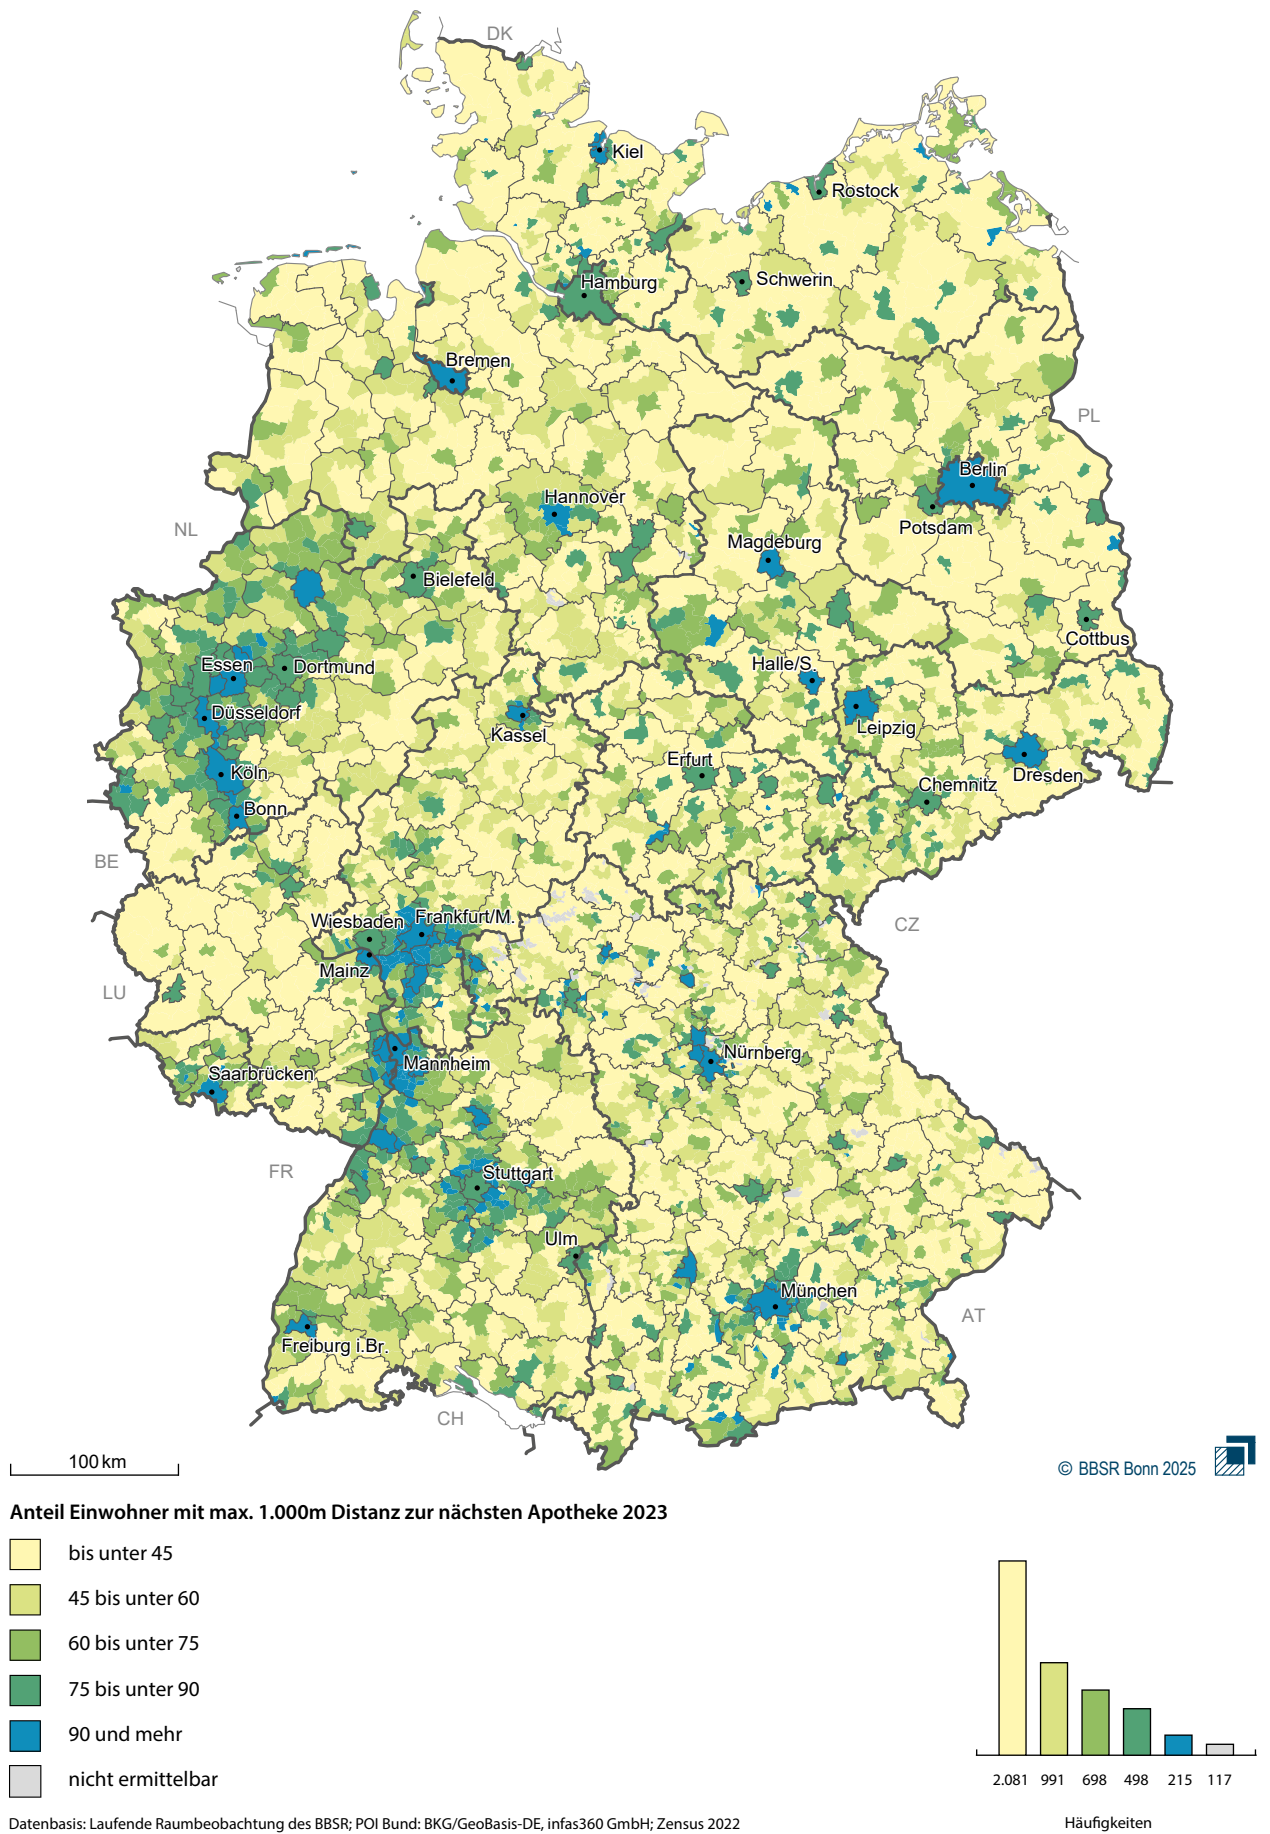 DK
Kiel
Rostock
Hamburg
Schwerin
Bremen
PL
Berlin
Hannover
NL
Potsdam
Magdeburg
Bielefeld
Cottbus
Essen
Dortmund
Halle/S.
Düsseldorf
Leipzig
Kassel
Erfurt
Köln
Dresden
Chemnitz
Bonn
BE
Wiesbaden
Frankfurt/M.
CZ
Mainz
LU
Nürnberg
Mannheim
Saarbrücken
FR
Stuttgart
Ulm
München
AT
Freiburg i.Br.
CH
100 km
© BBSR Bonn 2025
Anteil Einwohner mit max. 1.000m Distanz zur nächsten Apotheke 2023
bis unter 45
45 bis unter 60
60 bis unter 75
75 bis unter 90
90 und mehr
nicht ermittelbar
2.081 991 698 498 215 117
Häufigkeiten
Datenbasis: Laufende Raumbeobachtung des BBSR; POI Bund: BKG/GeoBasis-DE, infas360 GmbH; Zensus 2022